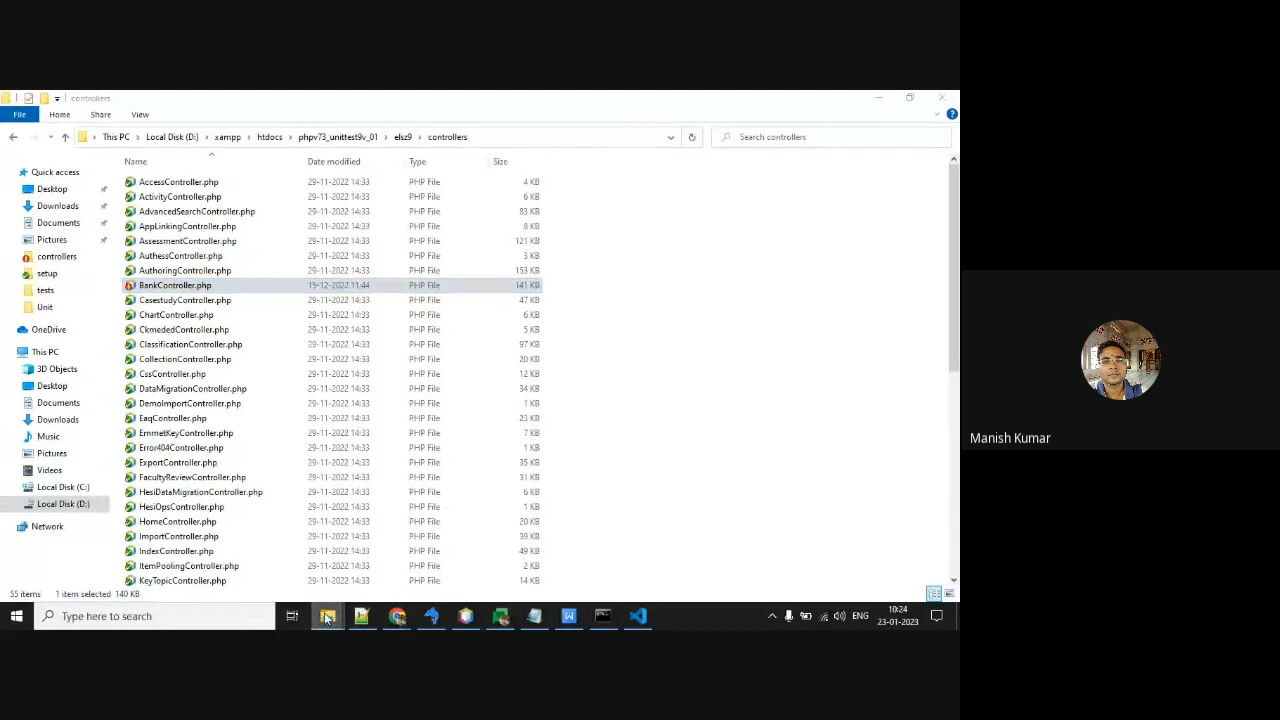 controllers
File Home Share View
This PC Local Disk (D:) xampp htdocs phpv73_unittest9v_01 elsz9 controllers Search controllers
Name Date modified Type Size
Quick access
Desktop
Downloads
Documents
Pictures
controllers
setup
tests
Unit
OneDrive
This PC
3D Objects
Desktop
Documents
Downloads
Music
Pictures
Videos
Local Disk (C:)
Local Disk (D:)
Network
AccessController.php 29-11-2022 14:33 PHP File 4 KB
ActivityController.php 29-11-2022 14:33 PHP File 6 KB
AdvancedSearchController.php 29-11-2022 14:33 PHP File 83 KB
AppLinkingController.php 29-11-2022 14:33 PHP File 8 KB
AssessmentController.php 29-11-2022 14:33 PHP File 121 KB
AuthessController.php 29-11-2022 14:33 PHP File 3 KB
AuthoringController.php 29-11-2022 14:33 PHP File 153 KB
BankController.php 15-12-2022 11:44 PHP File 141 KB
CasestudyController.php 29-11-2022 14:33 PHP File 47 KB
ChartController.php 29-11-2022 14:33 PHP File 6 KB
CkmededController.php 29-11-2022 14:33 PHP File 5 KB
ClassificationController.php 29-11-2022 14:33 PHP File 97 KB
CollectionController.php 29-11-2022 14:33 PHP File 20 KB
CssController.php 29-11-2022 14:33 PHP File 12 KB
DataMigrationController.php 29-11-2022 14:33 PHP File 34 KB
DemoImportController.php 29-11-2022 14:33 PHP File 1 KB
EaqController.php 29-11-2022 14:33 PHP File 23 KB
EmmetKeyController.php 29-11-2022 14:33 PHP File 7 KB
Error404Controller.php 29-11-2022 14:33 PHP File 1 KB
ExportController.php 29-11-2022 14:33 PHP File 35 KB
FacultyReviewController.php 29-11-2022 14:33 PHP File 31 KB
HesiDataMigrationController.php 29-11-2022 14:33 PHP File 6 KB
HesiOpsController.php 29-11-2022 14:33 PHP File 1 KB
HomeController.php 29-11-2022 14:33 PHP File 20 KB
ImportController.php 29-11-2022 14:33 PHP File 39 KB
IndexController.php 29-11-2022 14:33 PHP File 49 KB
ItemPoolingController.php 29-11-2022 14:33 PHP File 2 KB
KeyTopicController.php 29-11-2022 14:33 PHP File 14 KB
55 items 1 item selected 140 KB
Type here to search
ENG
10:24
23-01-2023
Manish Kumar